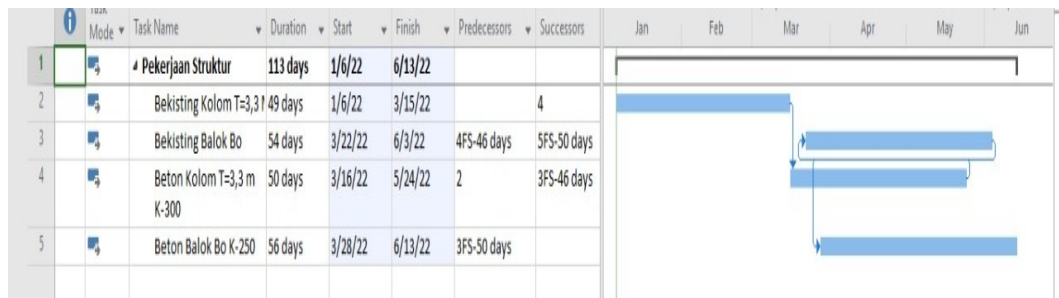 Task Mode Task Name Duration Start Finish Predecessors Successors Jan Feb Mar Apr May Jun
1 Pekerjaan Struktur 113 days 1/6/22 6/13/22
2 Bekisting Kolom T=3,3 49 days 1/6/22 3/15/22 4
3 Bekisting Balok Bo 54 days 3/22/22 6/3/22 4FS-46 days 5FS-50 days
4 Beton Kolom T=3,3 m 50 days 3/16/22 5/24/22 2 3FS-46 days
K-300
5 Beton Balok Bo K-250 56 days 3/28/22 6/13/22 3FS-50 days